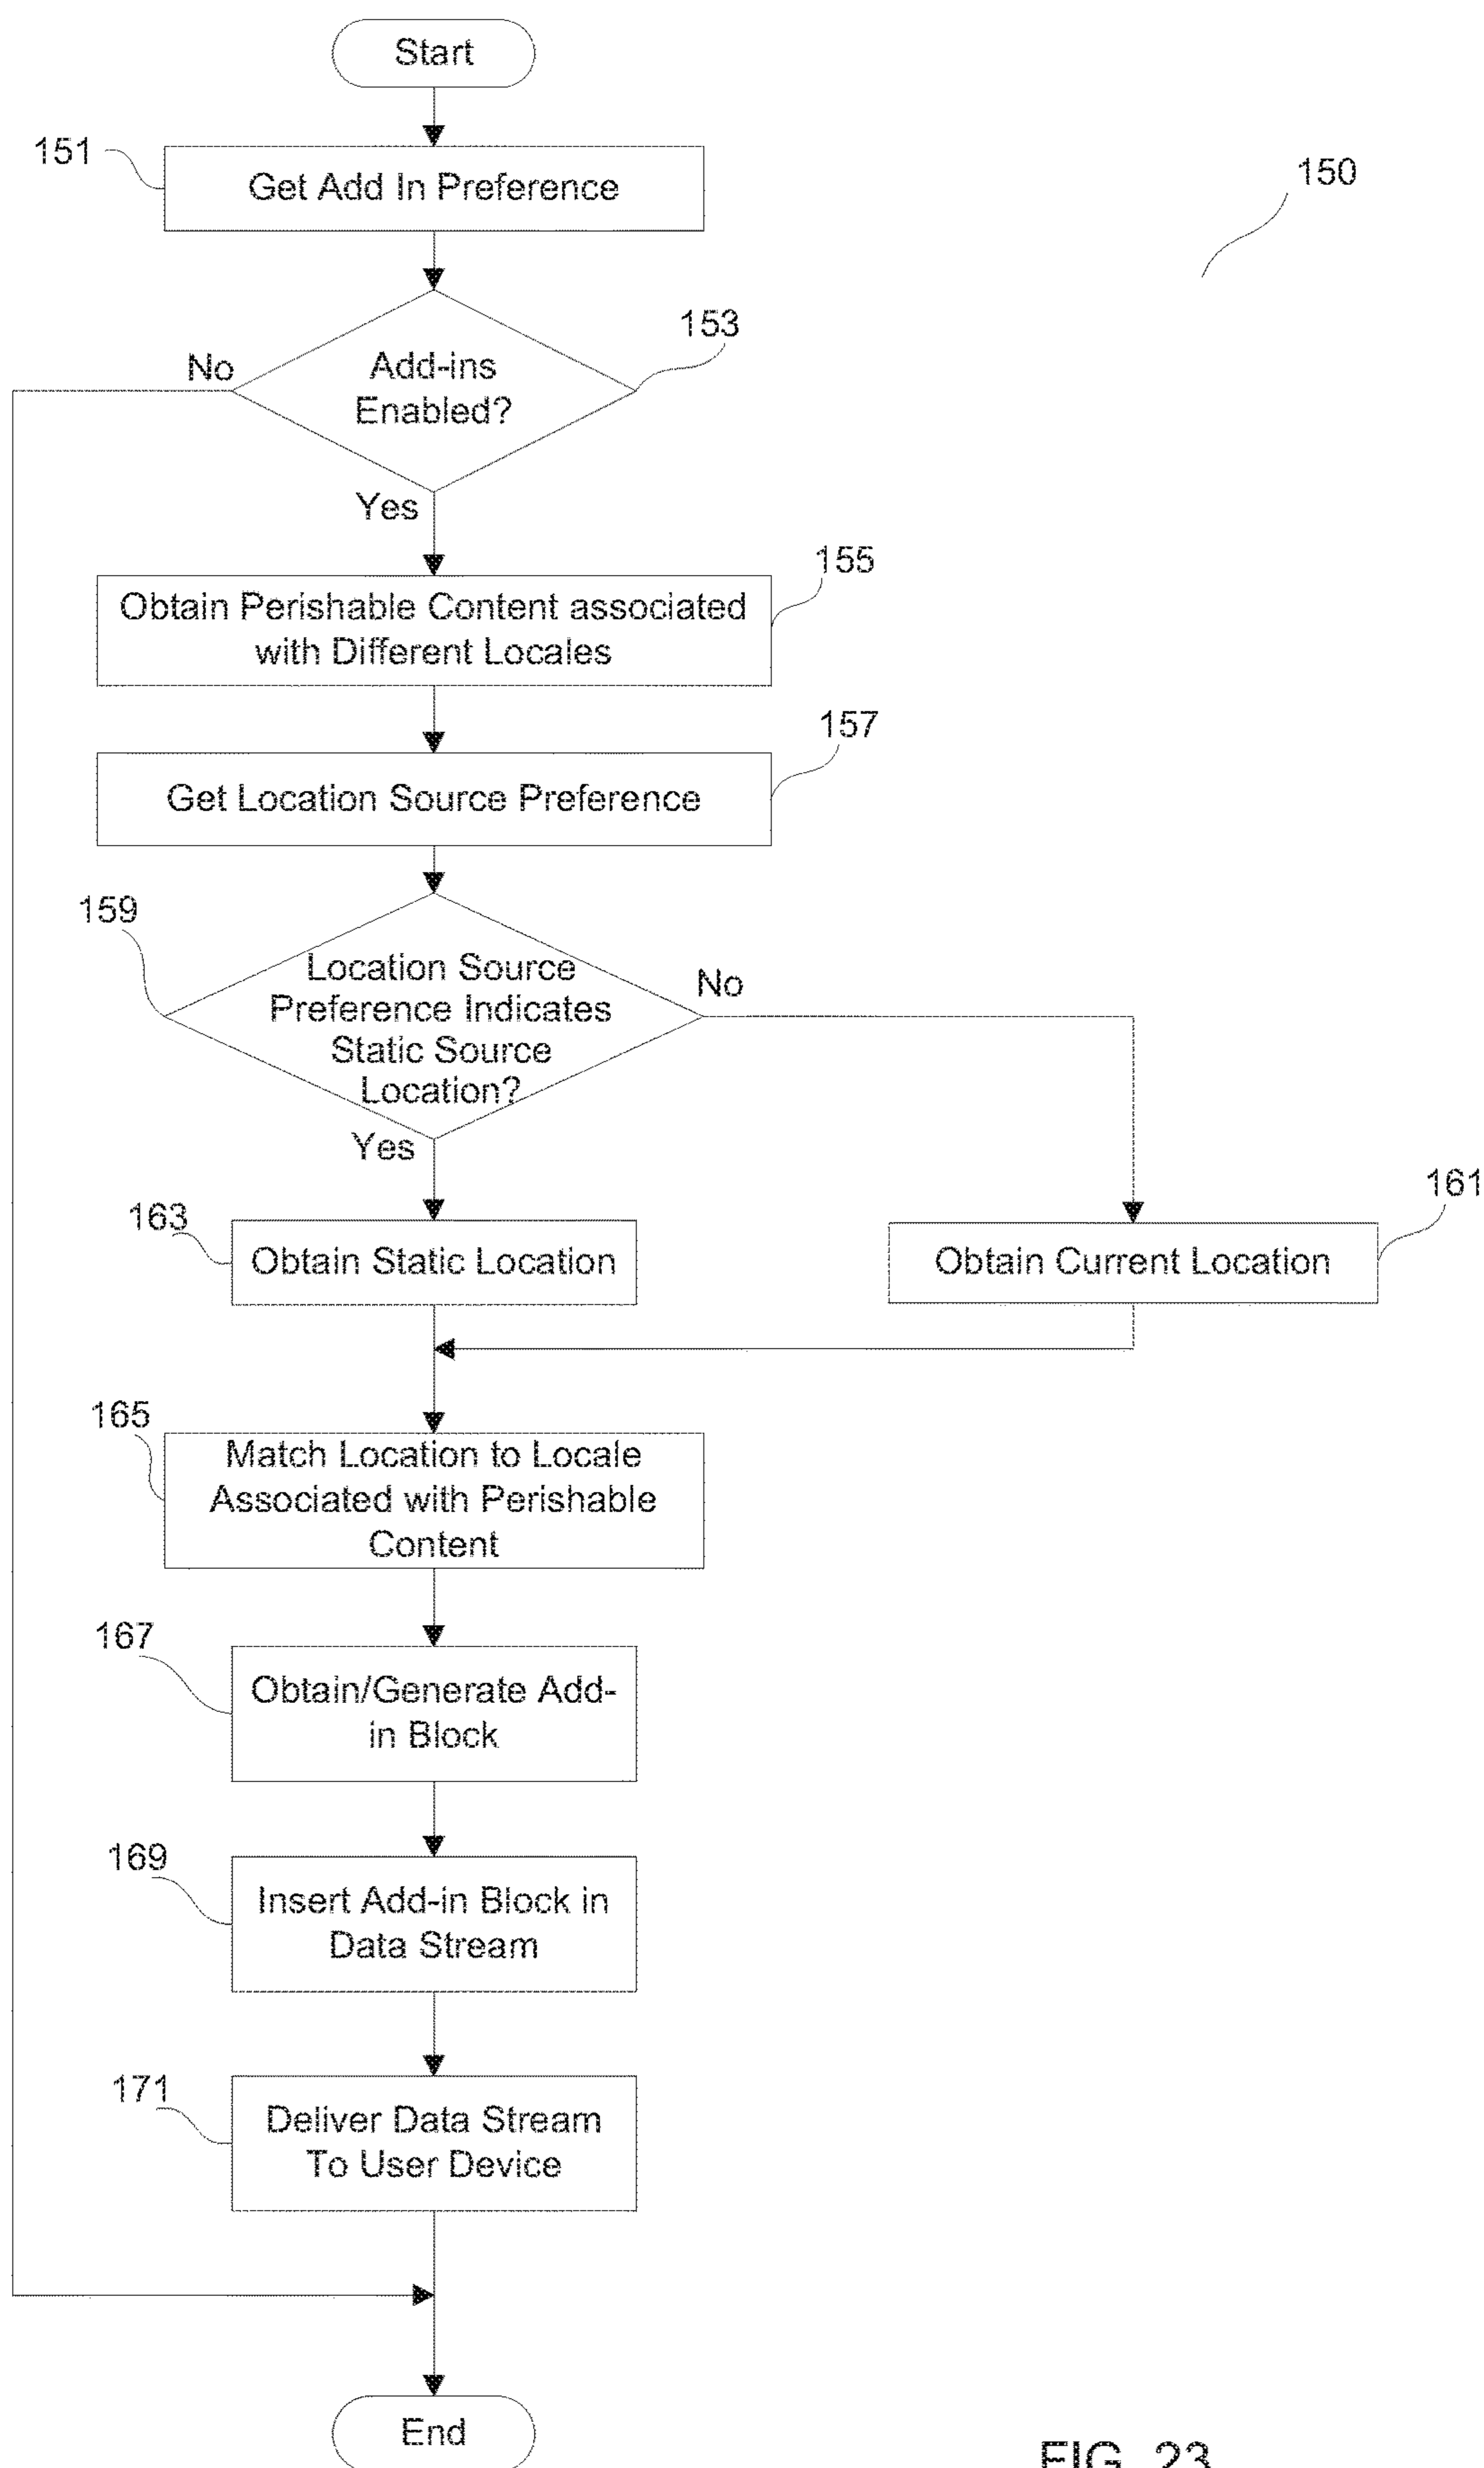 Start
151
Get Add In Preference
150
153
No
Add-ins
Enabled?
Yes
155
Obtain Perishable Content associated
with Different Locales
157
Get Location Source Preference
159
Location Source
Preference Indicates
Static Source
Location?
No
Yes
163
Obtain Static Location
161
Obtain Current Location
165
Match Location to Locale
Associated with Perishable
Content
167
Obtain/Generate Add-
in Block
169
Insert Add-in Block in
Data Stream
171
Deliver Data Stream
To User Device
End
FIG. 23